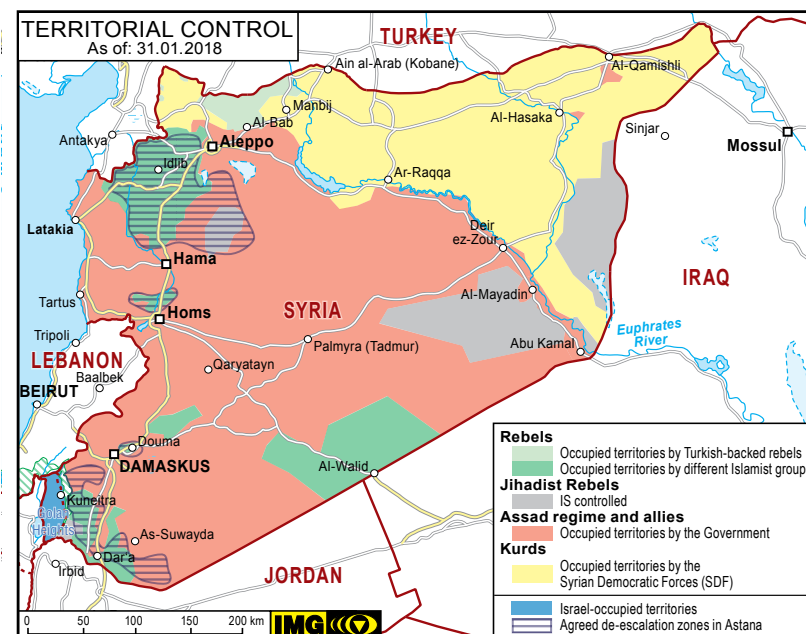 TERRITORIAL CONTROL
As of: 31.01.2018
TURKEY
Ain al-Arab (Kobane)
Al-Qamishli
Manbij
Al-Bab
Al-Hasaka
Sinjar
Mossul
Antakya
Aleppo
Idlib
Ar-Raqqa
Latakia
Deir
ez-Zour
Hama
IRAQ
Tartus
Al-Mayadin
Homs
SYRIA
Euphrates
River
Tripoli
Palmyra (Tadmur)
Abu Kamal
LEBANON
Qaryatayn
Baalbek
BEIRUT
Douma
DAMASKUS
Al-Walid
Kuneitra
Golan
Heights
As-Suwayda
Dar'a
Irbid
JORDAN
Rebels
Occupied territories by Turkish-backed rebels
Occupied territories by different Islamist group
Jihadist Rebels
IS controlled
Assad regime and allies
Occupied territories by the Government
Kurds
Occupied territories by the
Syrian Democratic Forces (SDF)
Israel-occupied territories
Agreed de-escalation zones in Astana
0 50 100 150 200 km
IMG